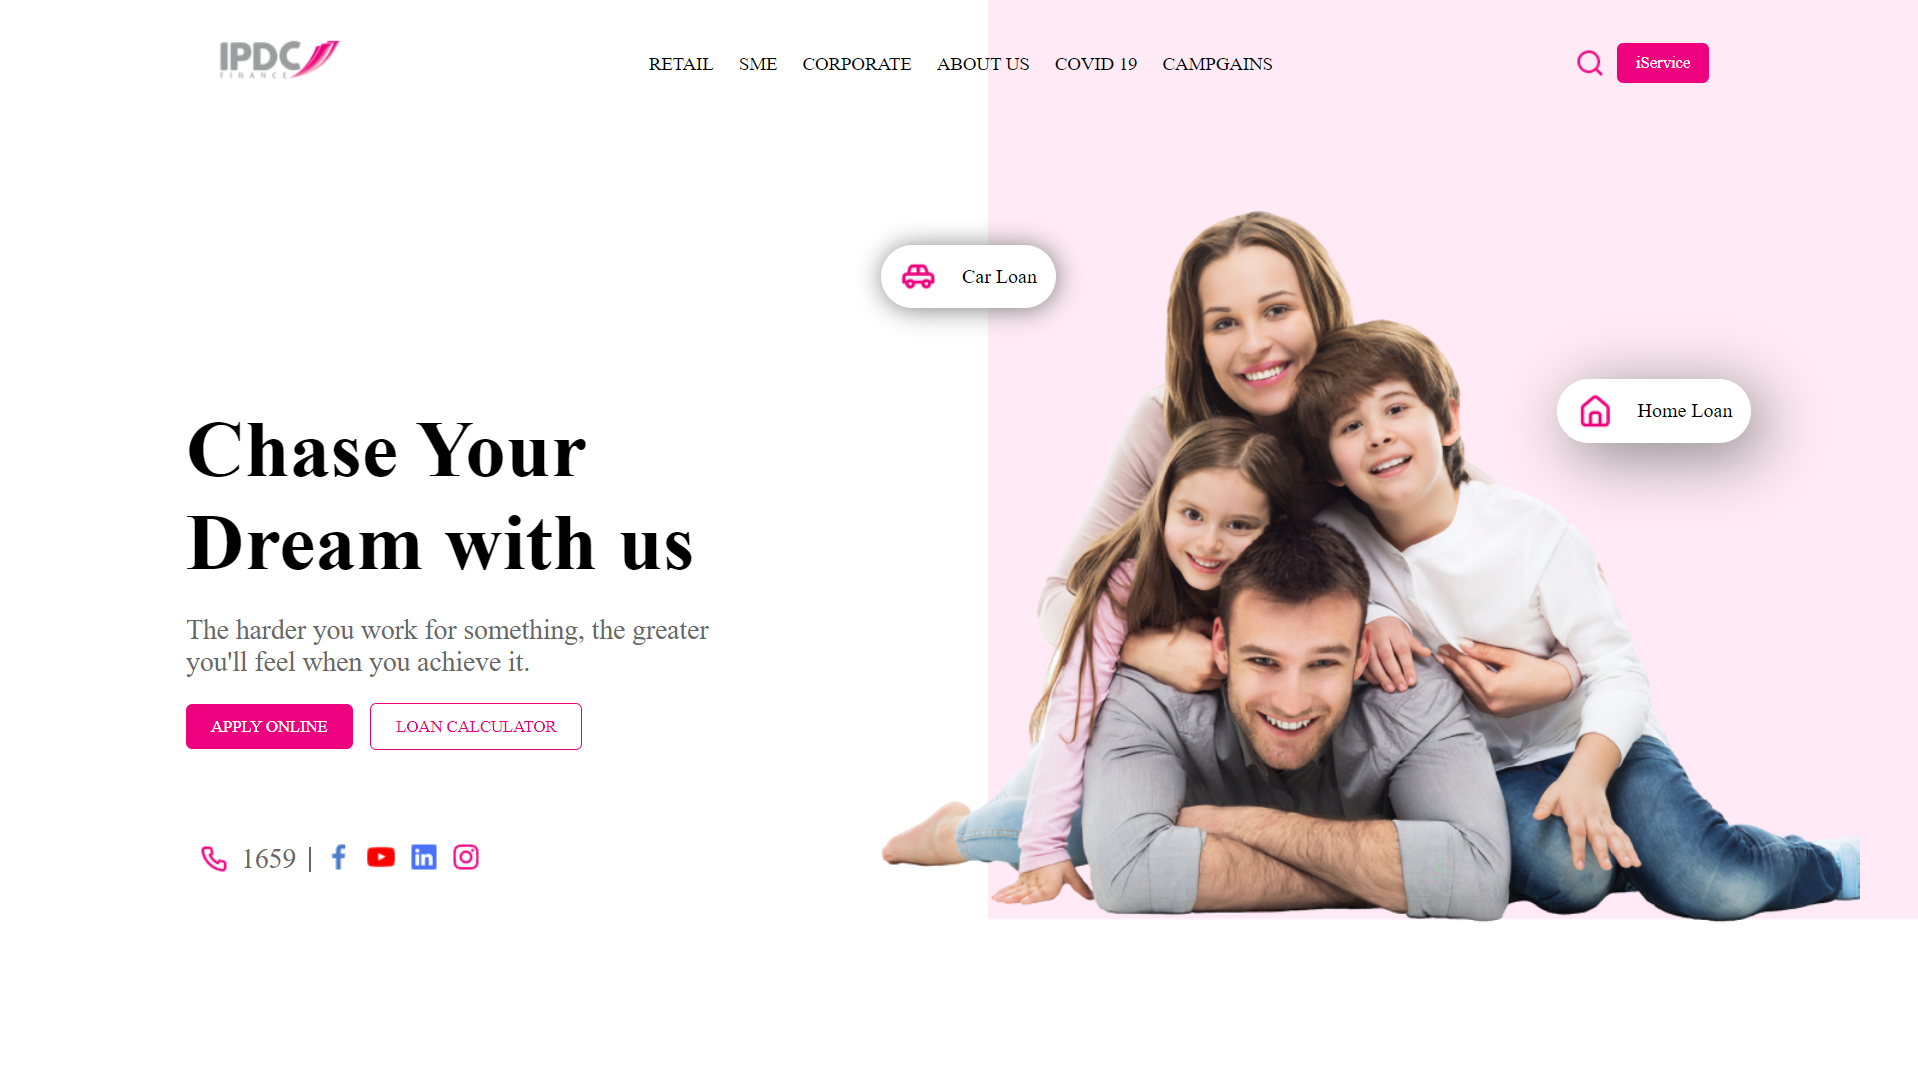 IPDC
FINANCE
RETAIL SME CORPORATE ABOUT US COVID 19 CAMPGAINS
iService
Car Loan
Home Loan
Chase Your
Dream with us
The harder you work for something, the greater
you'll feel when you achieve it.
APPLY ONLINE LOAN CALCULATOR
1659 |